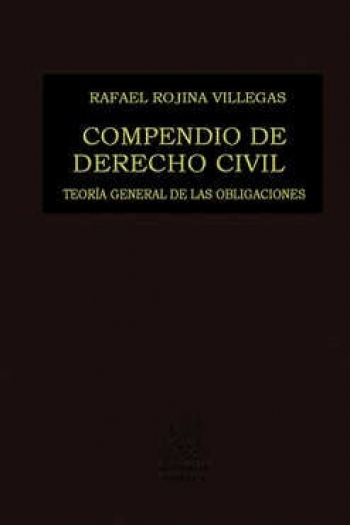 RAFAEL ROJINA VILLEGAS
COMPENDIO DE
DERECHO CIVIL
TEORÍA GENERAL DE LAS OBLIGACIONES